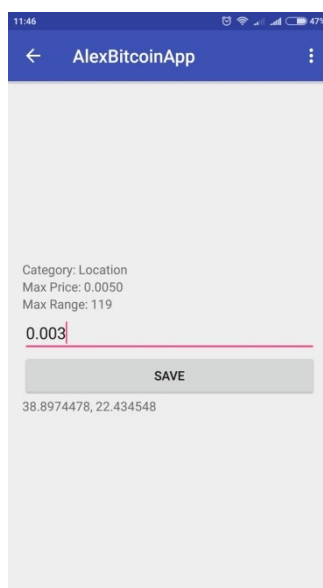 11:46
47%
AlexBitcoinApp
Category: Location
Max Price: 0.0050
Max Range: 119
0.003
SAVE
38.8974478, 22.434548